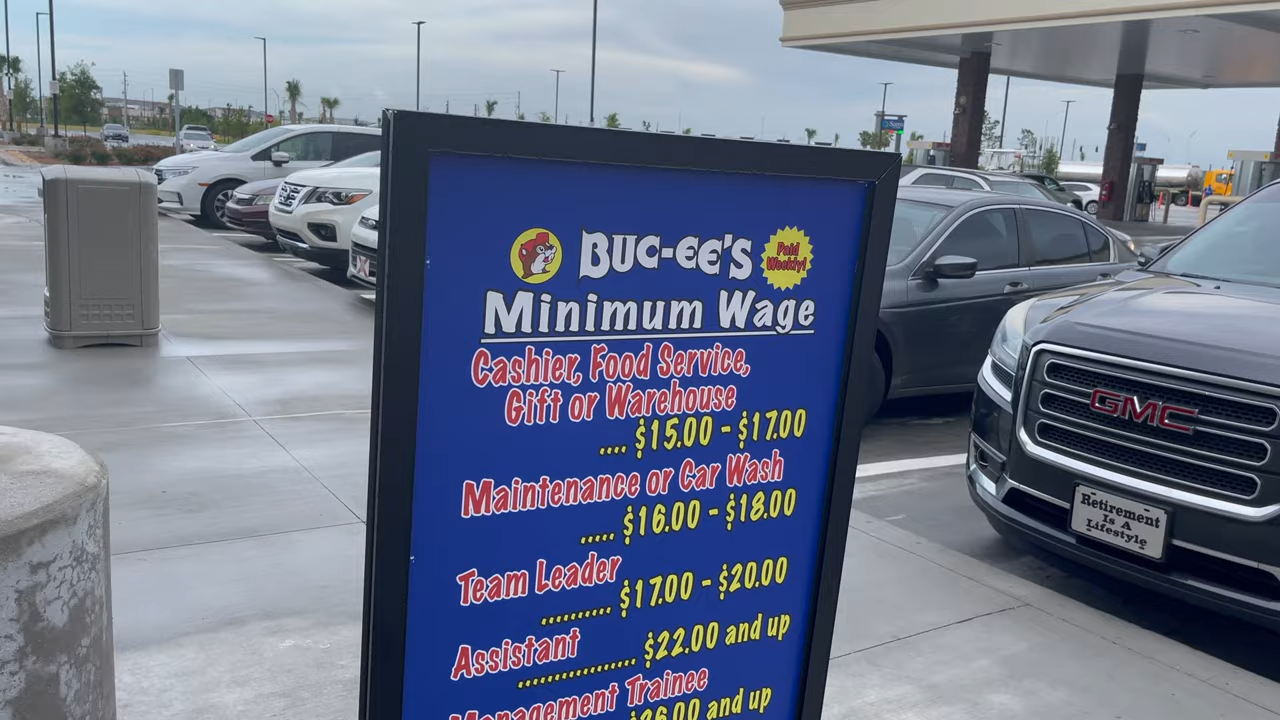 BUC-EE'S
Paid
Weekly!
Minimum Wage
Cashier, Food Service,
Gift or Warehouse
.... $15.00 - $17.00
Maintenance or Car Wash
..... $16.00 - $18.00
Team Leader
.......... $17.00 - $20.00
Assistant
................. $22.00 and up
Management Trainee
$26.00 and up
GMC
Retirement
Is A
Lifestyle